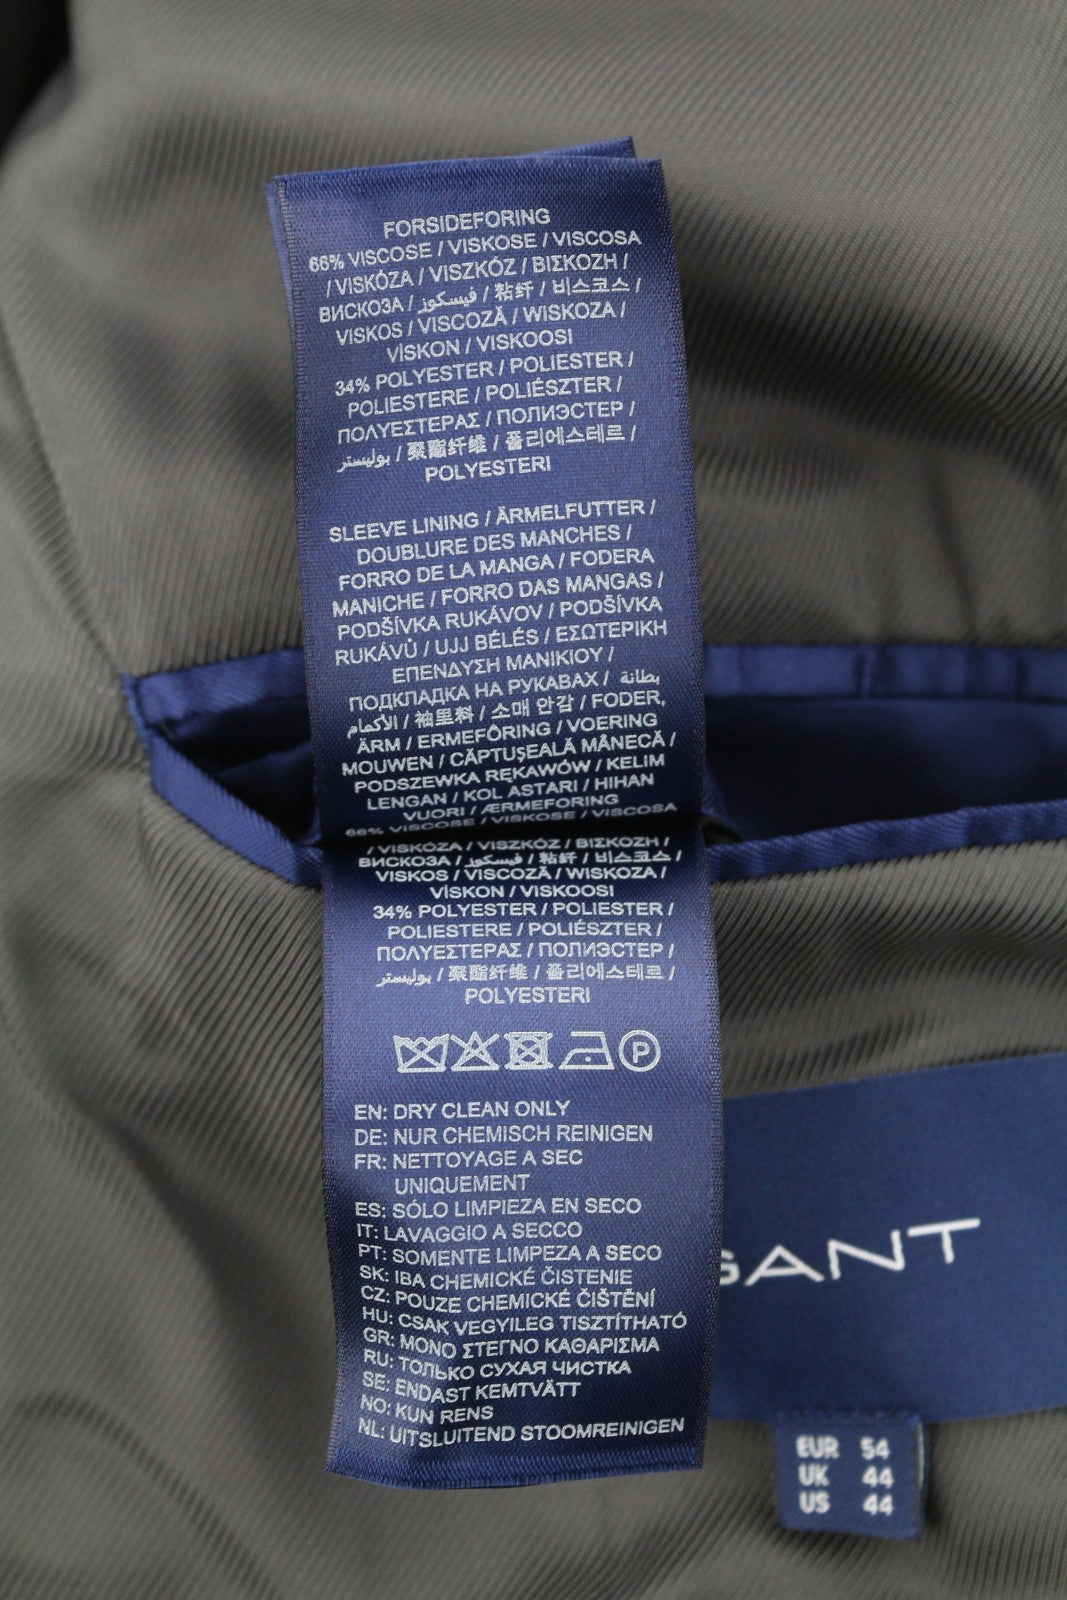 FORSIDEFORING
66% VISCOSE / VISKOSE / VISCOSA
/ VISKÓZA / VISZKÓZ / ΒΙΣΚΟΖΗ /
ВИСКОЗА / فيسكوز / 粘纤 / 비스코스 /
VISKOS / VISCOZĂ / WISKOZA /
VİSKON / VISKOOSI
34% POLYESTER / POLIESTER /
POLIESTERE / POLIÉSZTER /
ΠΟΛΥΕΣΤΕΡΑΣ / ПОЛИЭСТЕР /
بوليستر / 聚酯纤维 / 폴리에스테르 /
POLYESTERI
SLEEVE LINING / ÄRMELFUTTER /
DOUBLURE DES MANCHES /
FORRO DE LA MANGA / FODERA
MANICHE / FORRO DAS MANGAS /
PODŠÍVKA RUKÁVOV / PODŠÍVKA
RUKÁVŮ / UJJ BÉLÉS / ΕΣΩΤΕΡΙΚΗ
ΕΠΕΝΔΥΣΗ ΜΑΝΙΚΙΟΥ /
ПОДКЛАДКА НА РУКАВАХ / بطانة
الأكمام / 袖里料 / 소매 안감 / FODER,
ÄRM / ERMEFÔRING / VOERING
MOUWEN / CĂPTUŞEALĂ MÂNECĂ /
PODSZEWKA RĘKAWÓW / KELIM
LENGAN / KOL ASTARI / HIHAN
VUORI / ÆRMEFORING
66% VISCOSE / VISKOSE / VISCOSA
/ VISKÓZA / VISZKÓZ / ΒΙΣΚΟΖΗ /
ВИСКОЗА / فيسكوز / 粘纤 / 비스코스 /
VISKOS / VISCOZĂ / WISKOZA /
VİSKON / VISKOOSI
34% POLYESTER / POLIESTER /
POLIESTERE / POLIÉSZTER /
ΠΟΛΥΕΣΤΕΡΑΣ / ПОЛИЭСТЕР /
بوليستر / 聚酯纤维 / 폴리에스테르 /
POLYESTERI
P
EN: DRY CLEAN ONLY
DE: NUR CHEMISCH REINIGEN
FR: NETTOYAGE A SEC
UNIQUEMENT
ES: SÓLO LIMPIEZA EN SECO
IT: LAVAGGIO A SECCO
PT: SOMENTE LIMPEZA A SECO
SK: IBA CHEMICKÉ ČISTENIE
CZ: POUZE CHEMICKÉ ČIŠTĚNÍ
HU: CSAK VEGYILEG TISZTÍTHATÓ
GR: ΜΟΝΟ ΣΤΕΓΝΟ ΚΑΘΑΡΙΣΜΑ
RU: ТОЛЬКО СУХАЯ ЧИСТКА
SE: ENDAST KEMTVÄTT
NO: KUN RENS
NL: UITSLUITEND STOOMREINIGEN
GANT
EUR 54
UK 44
US 44